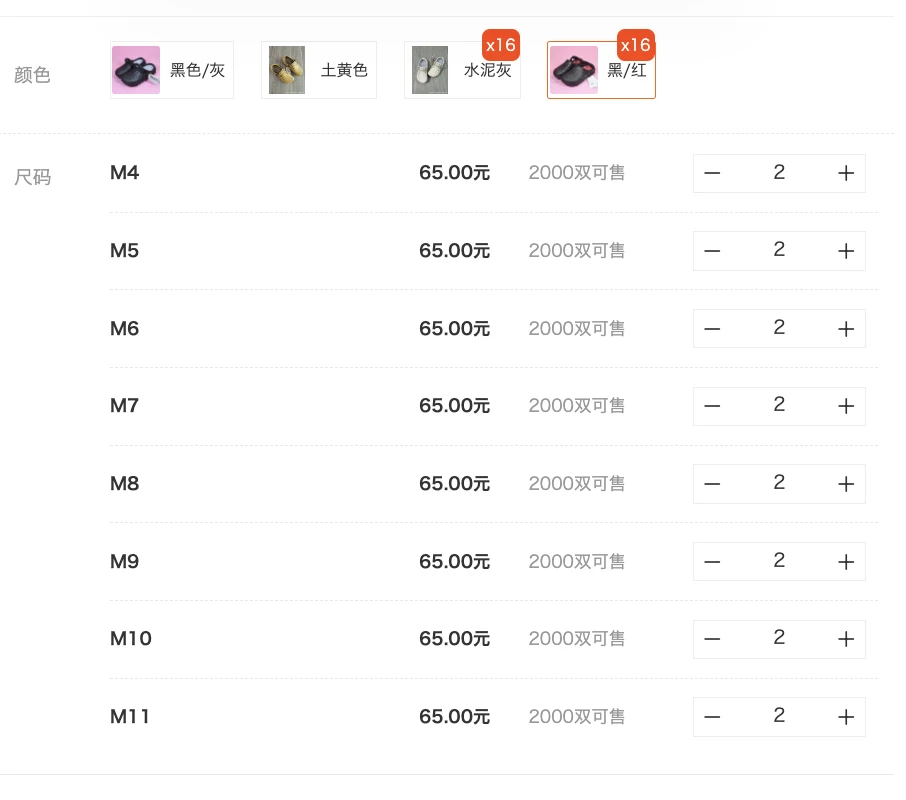 颜色 黑色/灰 土黄色 x16 水泥灰 x16 黑/红
尺码 M4 65.00元 2000双可售 — 2 +
M5 65.00元 2000双可售 — 2 +
M6 65.00元 2000双可售 — 2 +
M7 65.00元 2000双可售 — 2 +
M8 65.00元 2000双可售 — 2 +
M9 65.00元 2000双可售 — 2 +
M10 65.00元 2000双可售 — 2 +
M11 65.00元 2000双可售 — 2 +